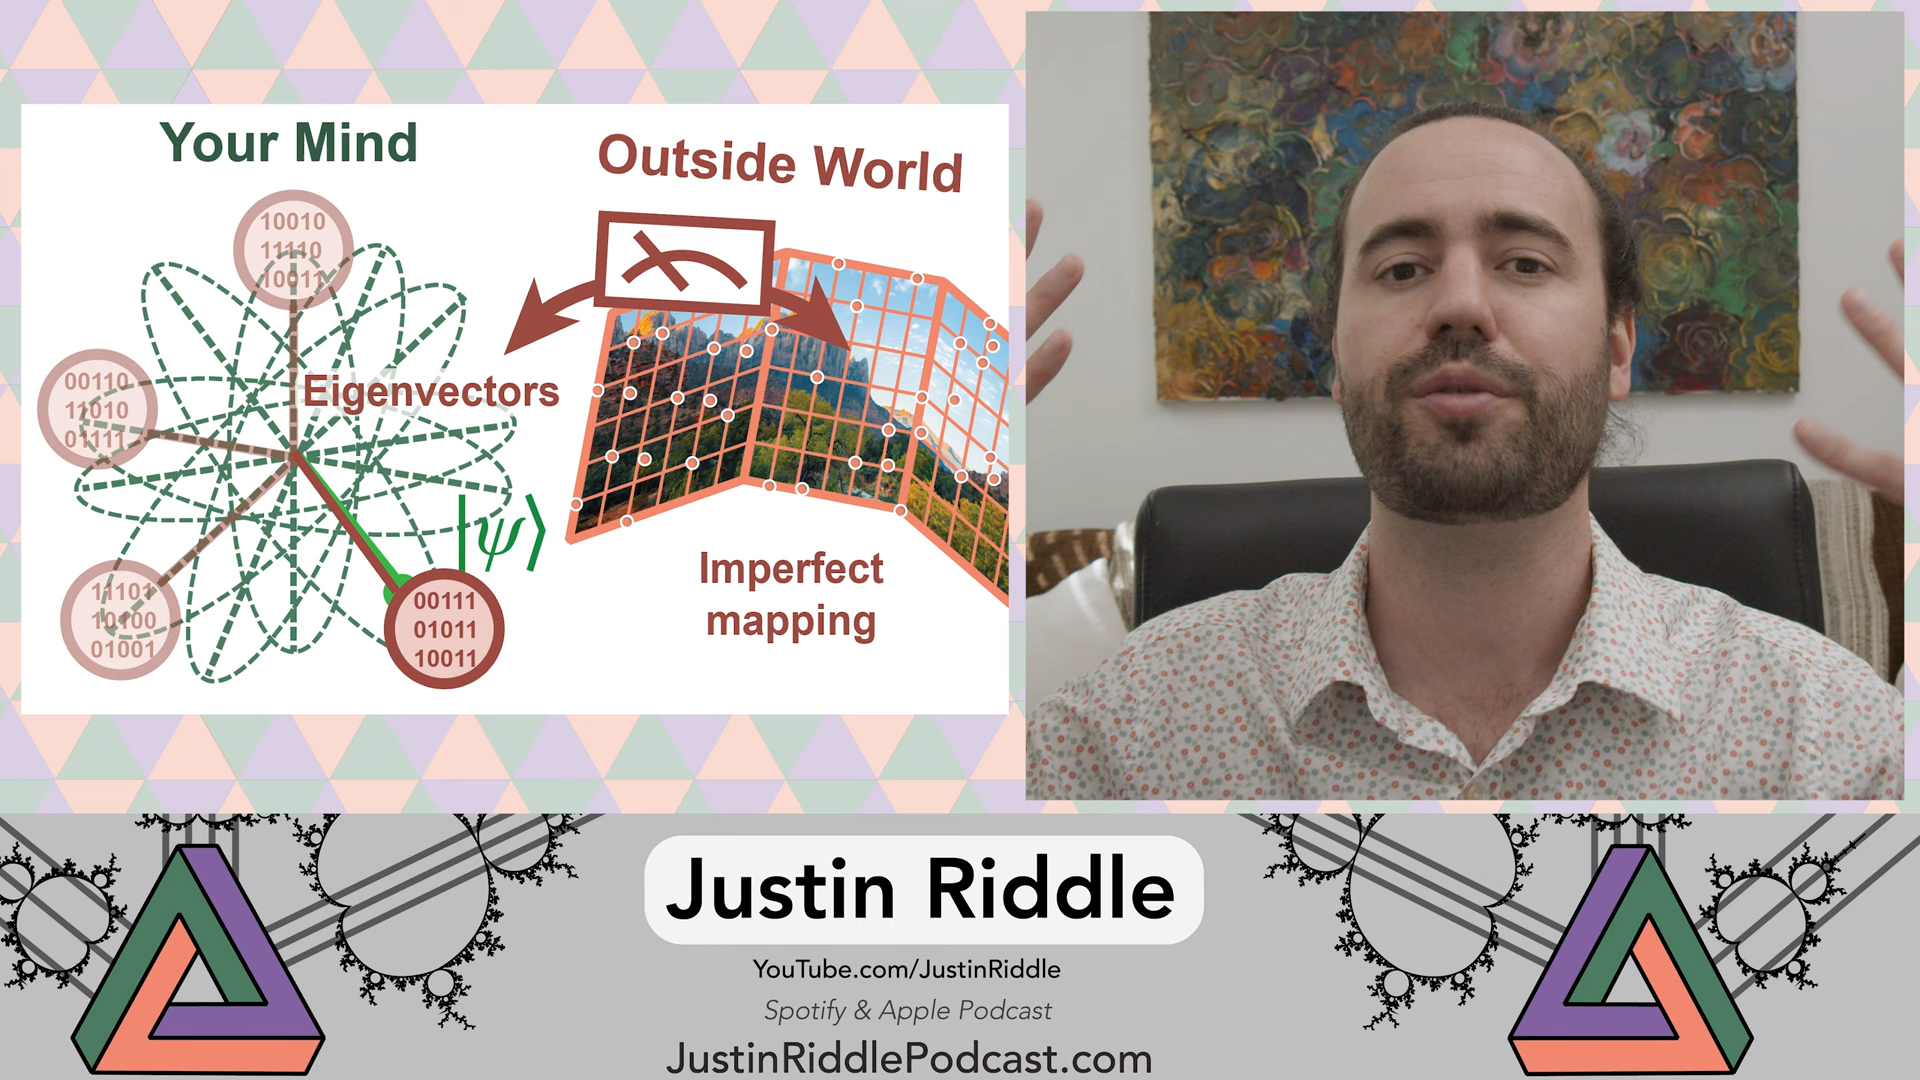 Your Mind
Outside World
10010
11110
10011
00110
11010
01111
Eigenvectors
|ψ⟩
11101
10100
01001
00111
01011
10011
Imperfect
mapping
Justin Riddle
YouTube.com/JustinRiddle
Spotify & Apple Podcast
JustinRiddlePodcast.com